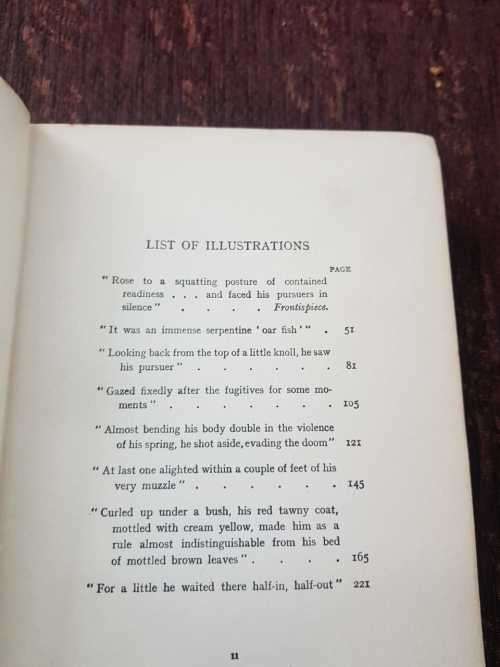 LIST OF ILLUSTRATIONS
PAGE
"Rose to a squatting posture of contained
readiness . . . and faced his pursuers in
silence" . . . . Frontispiece.
"It was an immense serpentine 'oar fish'" . 51
"Looking back from the top of a little knoll, he saw
his pursuer" . . . . . . 81
"Gazed fixedly after the fugitives for some mo-
ments" . . . . . . . 105
"Almost bending his body double in the violence
of his spring, he shot aside, evading the doom" 121
"At last one alighted within a couple of feet of his
very muzzle" . . . . . . 145
"Curled up under a bush, his red tawny coat,
mottled with cream yellow, made him as a
rule almost indistinguishable from his bed
of mottled brown leaves" . . . . 165
"For a little he waited there half-in, half-out" 221
11